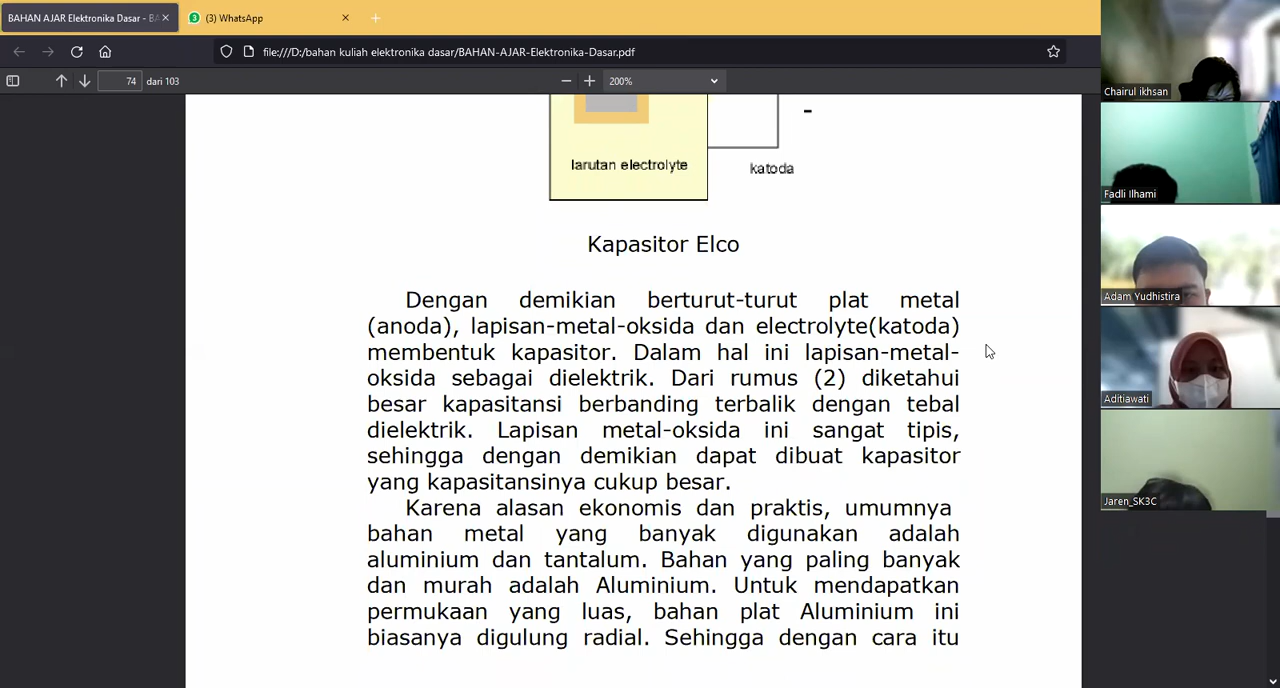 BAHAN AJAR Elektronika Dasar - BA
(3) WhatsApp
file:///D:/bahan kuliah elektronika dasar/BAHAN-AJAR-Elektronika-Dasar.pdf
74 dari 103
200%
-
larutan electrolyte
katoda
Kapasitor Elco
Dengan demikian berturut-turut plat metal
(anoda), lapisan-metal-oksida dan electrolyte(katoda)
membentuk kapasitor. Dalam hal ini lapisan-metal-
oksida sebagai dielektrik. Dari rumus (2) diketahui
besar kapasitansi berbanding terbalik dengan tebal
dielektrik. Lapisan metal-oksida ini sangat tipis,
sehingga dengan demikian dapat dibuat kapasitor
yang kapasitansinya cukup besar.
Karena alasan ekonomis dan praktis, umumnya
bahan metal yang banyak digunakan adalah
aluminium dan tantalum. Bahan yang paling banyak
dan murah adalah Aluminium. Untuk mendapatkan
permukaan yang luas, bahan plat Aluminium ini
biasanya digulung radial. Sehingga dengan cara itu
Chairul ikhsan
Fadli Ilhami
Adam Yudhistira
Aditiawati
Jaren_SK3C